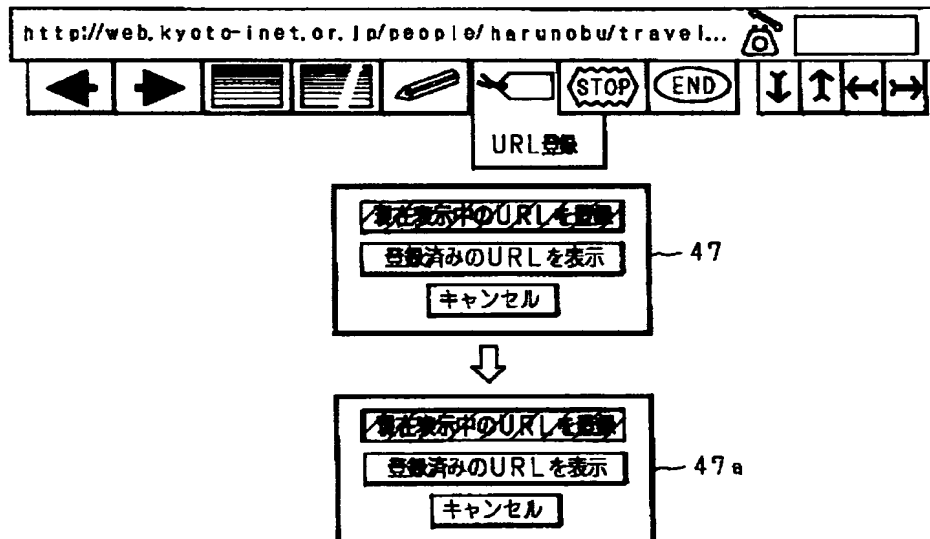 http://web.kyoto-inet.or.jp/people/harunobu/travel...
STOP
END
URL登録
現在表示中のURLを登録
登録済みのURLを表示
47
キャンセル
現在表示中のURLを登録
登録済みのURLを表示
47a
キャンセル